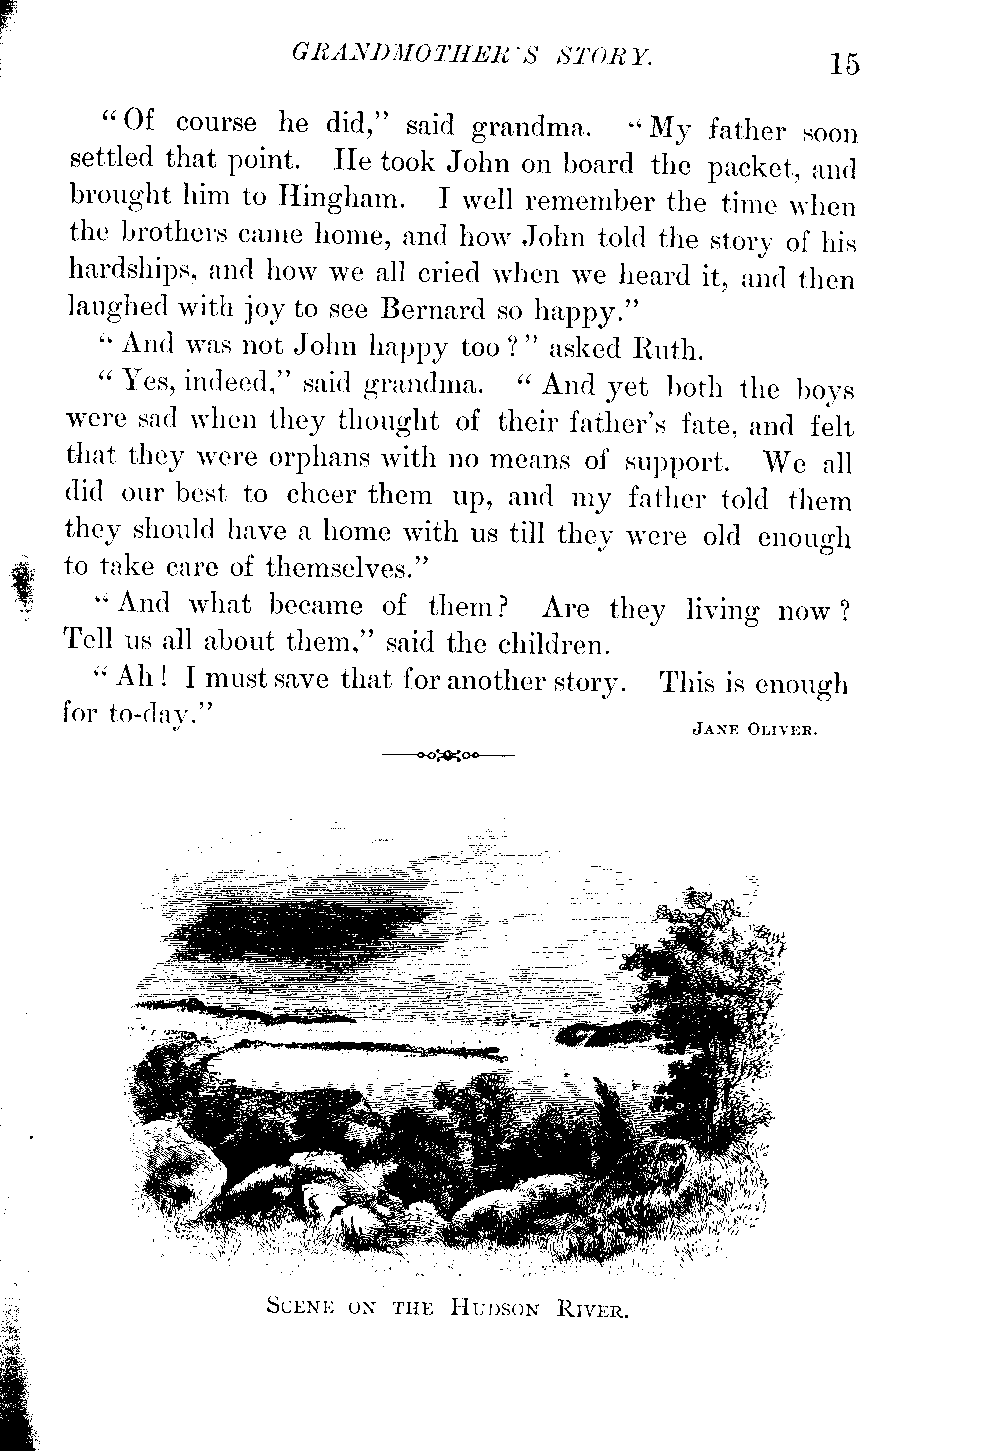 GRANDMOTHER'S STORY.
15
"Of course he did," said grandma. "My father soon
settled that point. He took John on board the packet, and
brought him to Hingham. I well remember the time when
the brothers came home, and how John told the story of his
hardships, and how we all cried when we heard it, and then
laughed with joy to see Bernard so happy."
"And was not John happy too?" asked Ruth.
"Yes, indeed," said grandma. "And yet both the boys
were sad when they thought of their father's fate, and felt
that they were orphans with no means of support. We all
did our best to cheer them up, and my father told them
they should have a home with us till they were old enough
to take care of themselves."
"And what became of them? Are they living now?
Tell us all about them," said the children.
"Ah! I must save that for another story. This is enough
for to-day."
JANE OLIVER.
SCENE ON THE HUDSON RIVER.